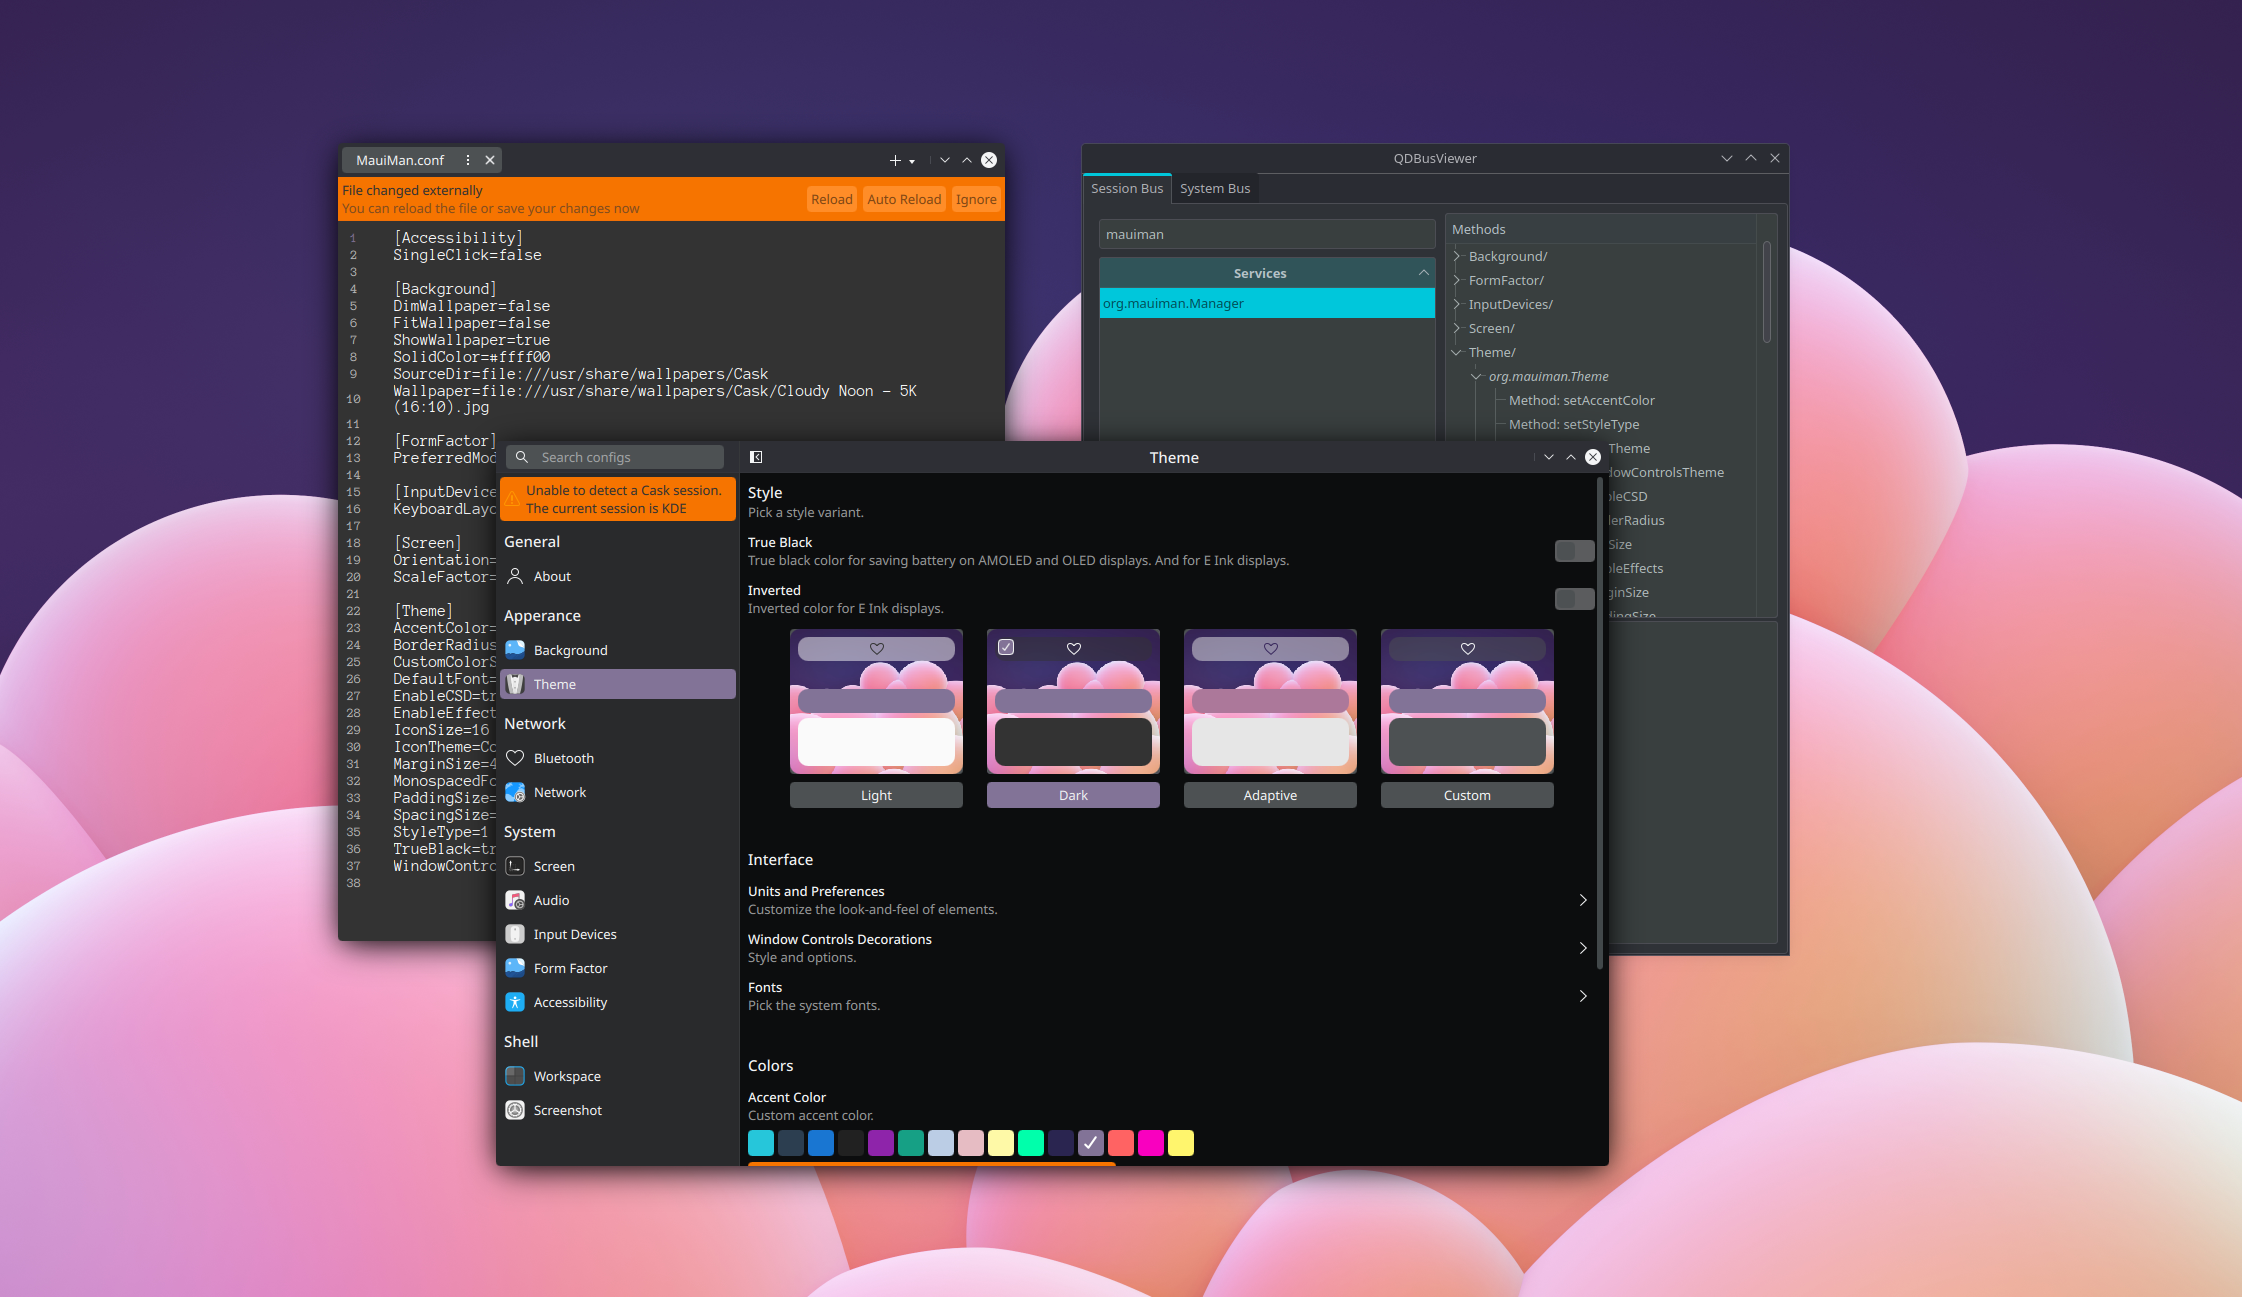 MauiMan.conf
File changed externally
You can reload the file or save your changes now
Reload
Auto Reload
Ignore
1 [Accessibility]
2 SingleClick=false
3
4 [Background]
5 DimWallpaper=false
6 FitWallpaper=false
7 ShowWallpaper=true
8 SolidColor=#ffff00
9 SourceDir=file:///usr/share/wallpapers/Cask
10 Wallpaper=file:///usr/share/wallpapers/Cask/Cloudy Noon – 5K
(16:10).jpg
11
12 [FormFactor]
13 PreferredMod
14
15 [InputDevice
16 KeyboardLayo
17
18 [Screen]
19 Orientation=
20 ScaleFactor=
21
22 [Theme]
23 AccentColor=
24 BorderRadius
25 CustomColorS
26 DefaultFont=
27 EnableCSD=tr
28 EnableEffect
29 IconSize=16
30 IconTheme=Co
31 MarginSize=4
32 MonospacedFo
33 PaddingSize=
34 SpacingSize=
35 StyleType=1
36 TrueBlack=tr
37 WindowContro
38
QDBusViewer
Session Bus
System Bus
mauiman
Services
org.mauiman.Manager
Methods
Background/
FormFactor/
InputDevices/
Screen/
Theme/
org.mauiman.Theme
Method: setAccentColor
Method: setStyleType
Theme
owControlsTheme
leCSD
erRadius
Size
leEffects
ginSize
dingSize
Search configs
Unable to detect a Cask session.
The current session is KDE
General
About
Apperance
Background
Theme
Network
Bluetooth
Network
System
Screen
Audio
Input Devices
Form Factor
Accessibility
Shell
Workspace
Screenshot
Theme
Style
Pick a style variant.
True Black
True black color for saving battery on AMOLED and OLED displays. And for E Ink displays.
Inverted
Inverted color for E Ink displays.
Light
Dark
Adaptive
Custom
Interface
Units and Preferences
Customize the look-and-feel of elements.
Window Controls Decorations
Style and options.
Fonts
Pick the system fonts.
Colors
Accent Color
Custom accent color.